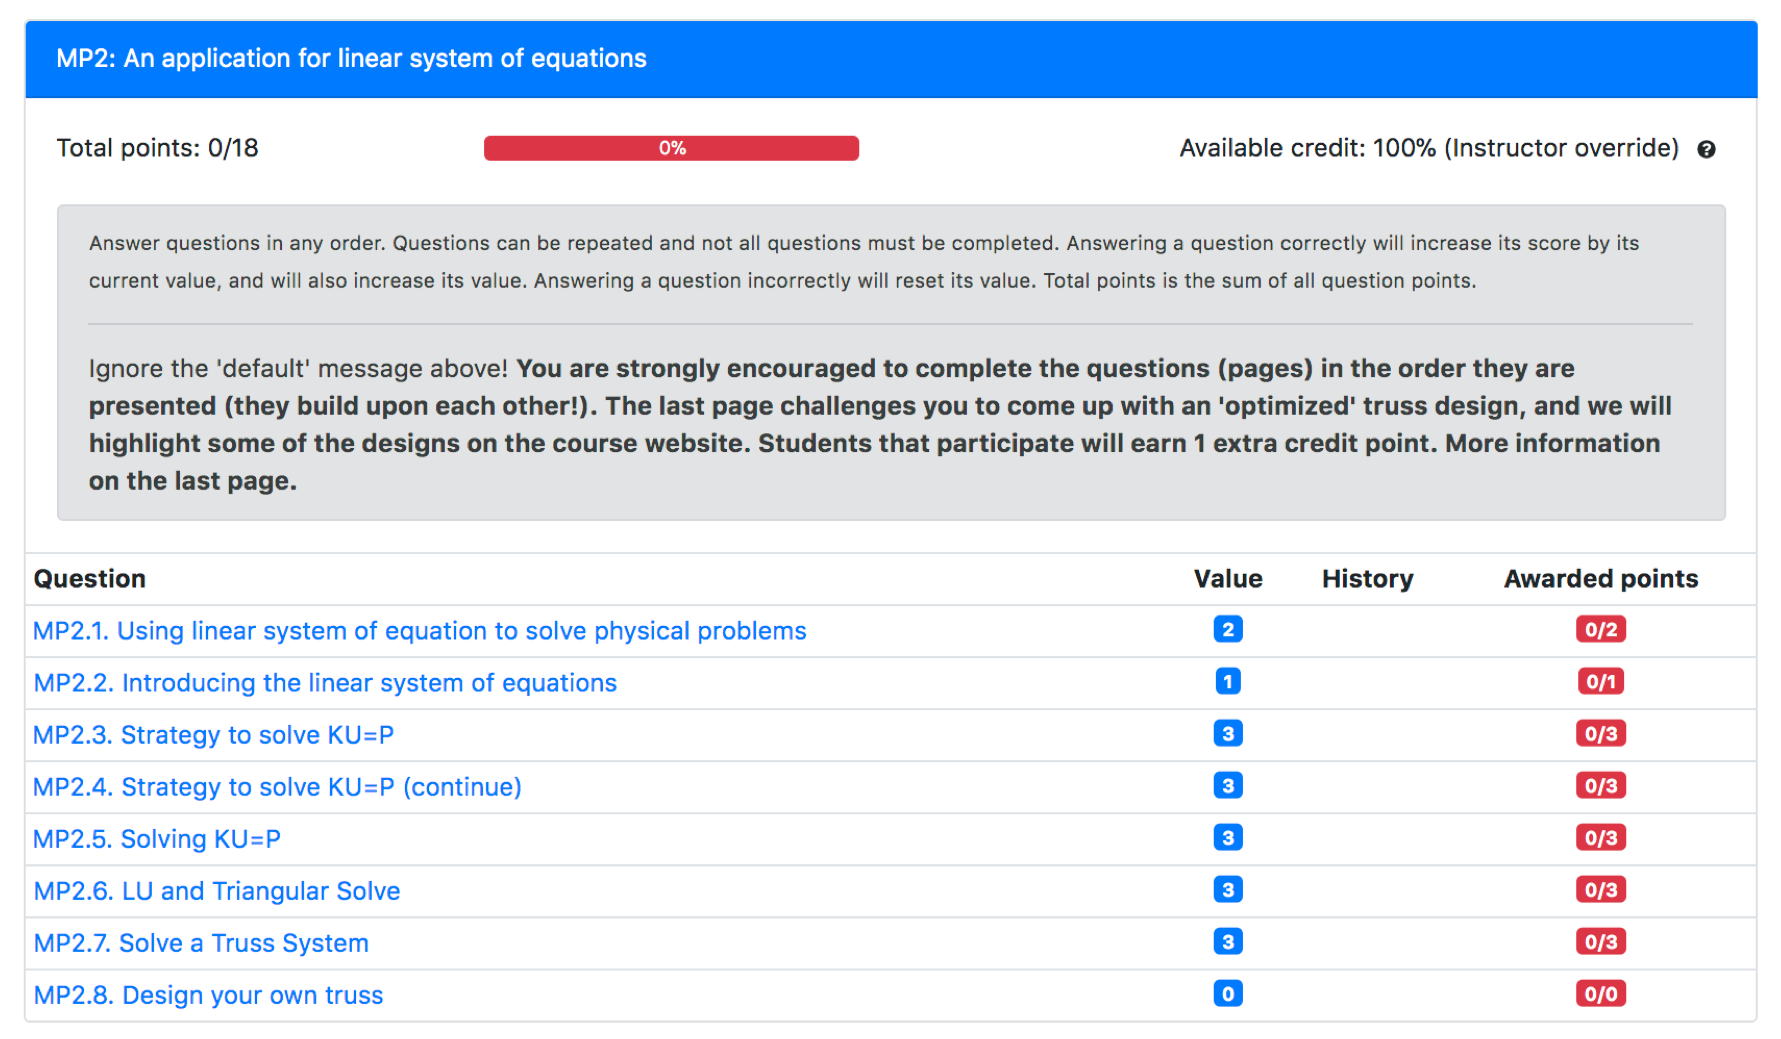 MP2: An application for linear system of equations
Total points: 0/18 0% Available credit: 100% (Instructor override) ?
Answer questions in any order. Questions can be repeated and not all questions must be completed. Answering a question correctly will increase its score by its
current value, and will also increase its value. Answering a question incorrectly will reset its value. Total points is the sum of all question points.
Ignore the 'default' message above! You are strongly encouraged to complete the questions (pages) in the order they are
presented (they build upon each other!). The last page challenges you to come up with an 'optimized' truss design, and we will
highlight some of the designs on the course website. Students that participate will earn 1 extra credit point. More information
on the last page.
Question Value History Awarded points
MP2.1. Using linear system of equation to solve physical problems 2 0/2
MP2.2. Introducing the linear system of equations 1 0/1
MP2.3. Strategy to solve KU=P 3 0/3
MP2.4. Strategy to solve KU=P (continue) 3 0/3
MP2.5. Solving KU=P 3 0/3
MP2.6. LU and Triangular Solve 3 0/3
MP2.7. Solve a Truss System 3 0/3
MP2.8. Design your own truss 0 0/0